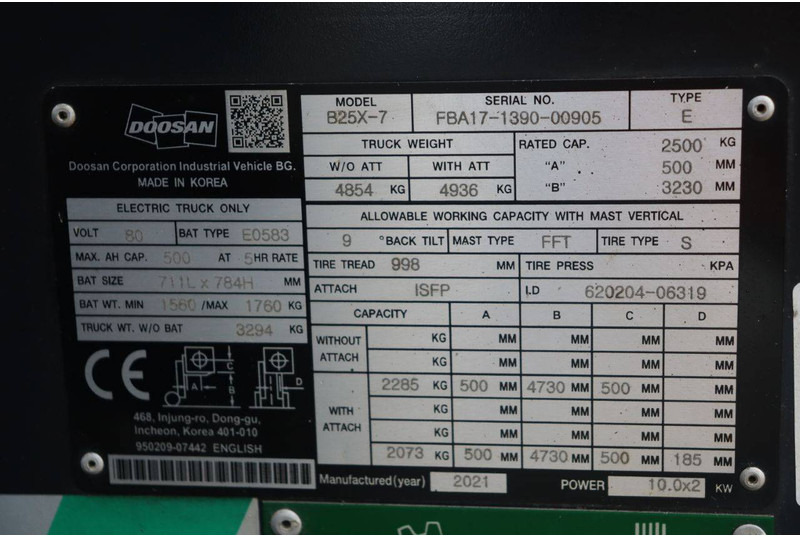 DOOSAN
Doosan Corporation Industrial Vehicle BG.
MADE IN KOREA
ELECTRIC TRUCK ONLY
VOLT 80 BAT TYPE E0583
MAX. AH CAP. 500 AT 5 HR RATE
BAT SIZE 711L x 784H MM
BAT WT. MIN 1560 /MAX 1760 KG
TRUCK WT. W/O BAT 3294 KG
CE
A B C D
468, Injung-ro, Dong-gu,
Incheon, Korea 401-010
950209-07442 ENGLISH
MODEL SERIAL NO. TYPE
B25X-7 FBA17-1390-00905 E
TRUCK WEIGHT RATED CAP. 2500 KG
W/O ATT WITH ATT "A" 500 MM
4854 KG 4936 KG "B" 3230 MM
ALLOWABLE WORKING CAPACITY WITH MAST VERTICAL
9 °BACK TILT MAST TYPE FFT TIRE TYPE S
TIRE TREAD 998 MM TIRE PRESS KPA
ATTACH ISFP I.D 620204-06319
CAPACITY A B C D
WITHOUT ATTACH KG MM MM MM MM
KG MM MM MM MM
WITH ATTACH 2285 KG 500 MM 4730 MM 500 MM MM
KG MM MM MM MM
KG MM MM MM MM
2073 KG 500 MM 4730 MM 500 MM 185 MM
Manufactured(year) 2021 POWER 10.0x2 KW